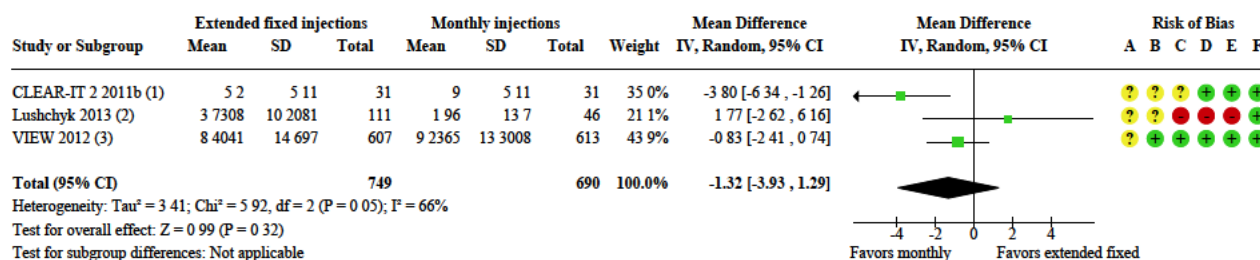 Extended fixed injections Monthly injections Mean Difference Mean Difference Risk of Bias
Study or Subgroup Mean SD Total Mean SD Total Weight IV, Random, 95% CI IV, Random, 95% CI A B C D E F
CLEAR-IT 2 2011b (1) 5 2 5 11 31 9 5 11 31 35 0% -3 80 [-6 34 , -1 26] ? ? ? + + +
Lushchyk 2013 (2) 3 7308 10 2081 111 1 96 13 7 46 21 1% 1 77 [-2 62 , 6 16] ? ? - - - +
VIEW 2012 (3) 8 4041 14 697 607 9 2365 13 3008 613 43 9% -0 83 [-2 41 , 0 74] ? + + + + +
Total (95% CI) 749 690 100.0% -1.32 [-3.93 , 1.29]
Heterogeneity: Tau² = 3 41; Chi² = 5 92, df = 2 (P = 0 05); I² = 66%
Test for overall effect: Z = 0 99 (P = 0 32)
Test for subgroup differences: Not applicable
-4 -2 0 2 4
Favors monthly Favors extended fixed